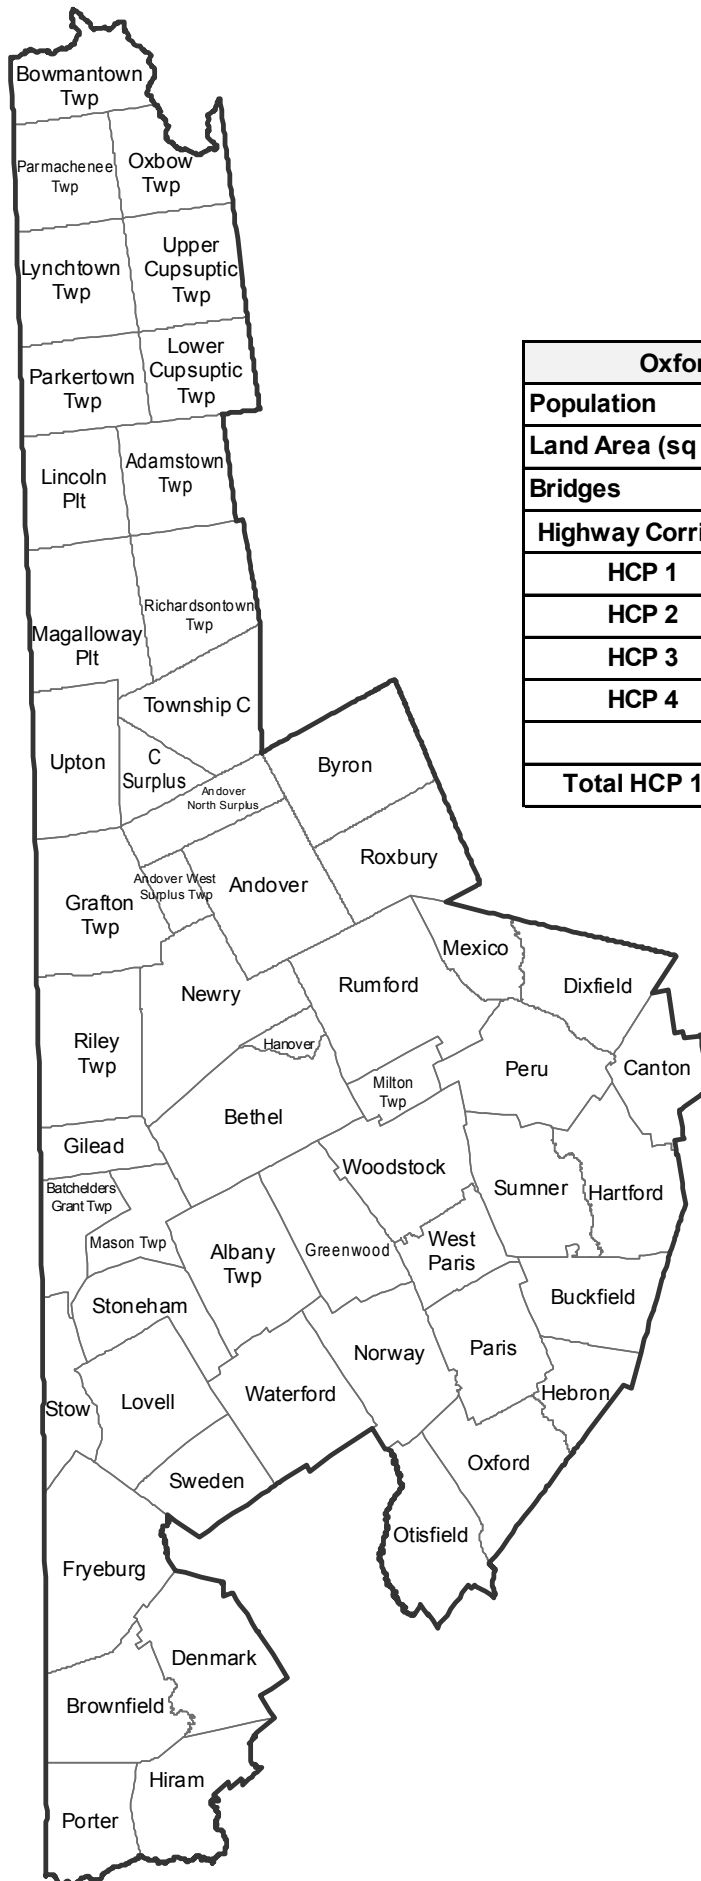 Bowmantown
Twp
Parmachenee
Twp
Oxbow
Twp
Lynchtown
Twp
Upper
Cupsuptic
Twp
Parkertown
Twp
Lower
Cupsuptic
Twp
Lincoln
Plt
Adamstown
Twp
Richardsontown
Twp
Magalloway
Plt
Township C
Upton
C
Surplus
Andover
North Surplus
Byron
Roxbury
Andover West
Surplus Twp
Andover
Grafton
Twp
Mexico
Dixfield
Newry
Rumford
Hanover
Riley
Twp
Milton
Twp
Peru
Canton
Bethel
Gilead
Woodstock
Sumner
Hartford
Batchelders
Grant Twp
Mason Twp
Albany
Twp
Greenwood
West
Paris
Stoneham
Buckfield
Norway
Paris
Hebron
Stow
Lovell
Waterford
Sweden
Oxford
Otisfield
Fryeburg
Denmark
Brownfield
Hiram
Porter
Oxfor
Population
Land Area (sq
Bridges
Highway Corri
HCP 1
HCP 2
HCP 3
HCP 4
Total HCP 1